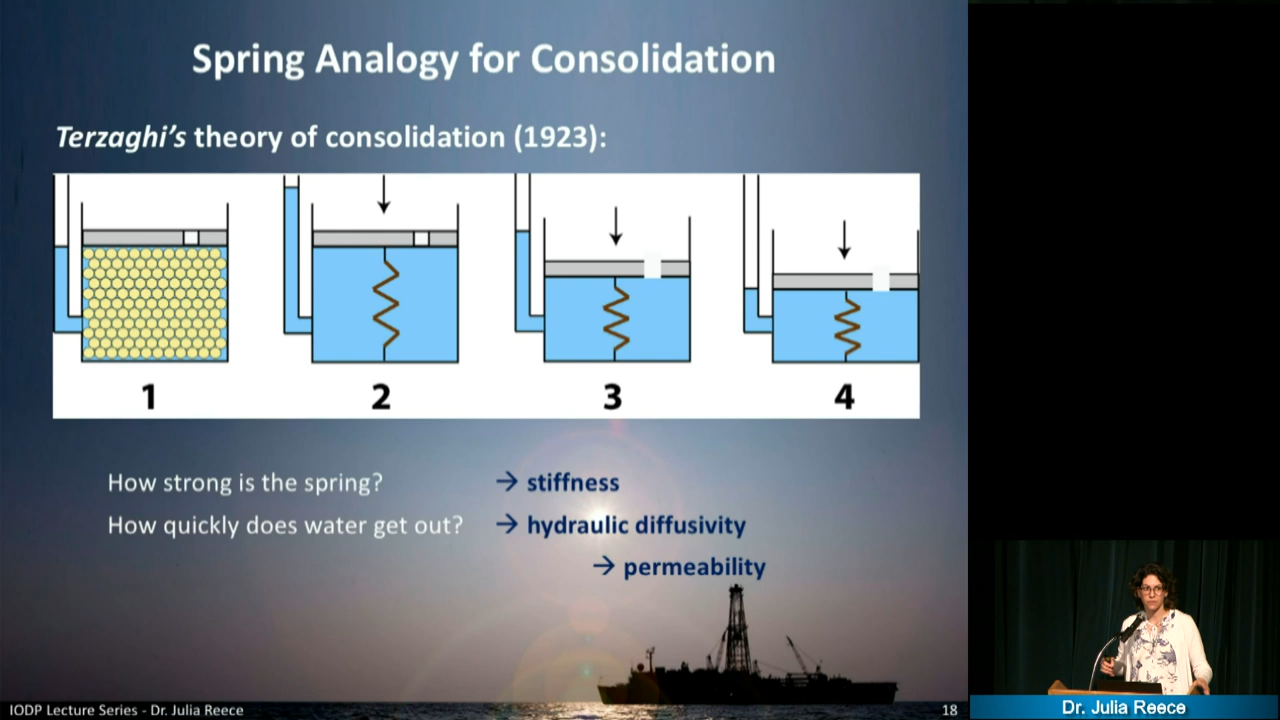 Spring Analogy for Consolidation
Terzaghi's theory of consolidation (1923):
1 2 3 4
How strong is the spring? → stiffness
How quickly does water get out? → hydraulic diffusivity
→ permeability
IODP Lecture Series - Dr. Julia Reece 18
Dr. Julia Reece